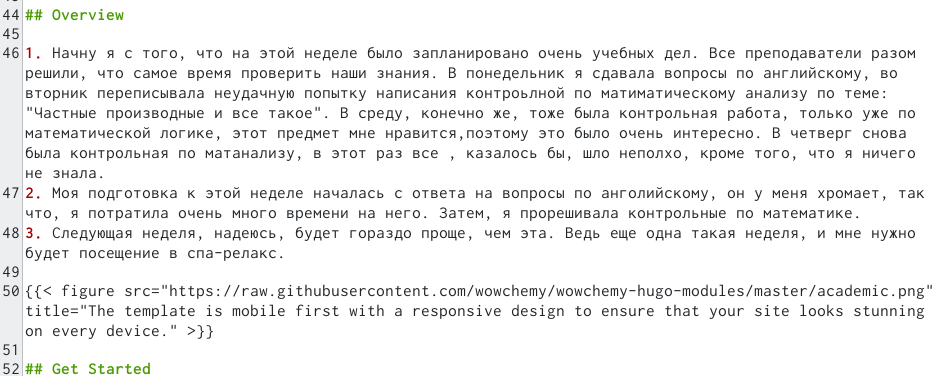 44 ## Overview
45
46 1. Начну я с того, что на этой неделе было запланировано очень учебных дел. Все преподаватели разом
решили, что самое время проверить наши знания. В понедельник я сдавала вопросы по английскому, во
вторник переписывала неудачную попытку написания контроьлной по матиматическому анализу по теме:
"Частные производные и все такое". В среду, конечно же, тоже была контрольная работа, только уже по
математической логике, этот предмет мне нравится,поэтому это было очень интересно. В четверг снова
была контрольная по матанализу, в этот раз все , казалось бы, шло неполхо, кроме того, что я ничего
не знала.
47 2. Моя подготовка к этой неделе началась с ответа на вопросы по анголийскому, он у меня хромает, так
что, я потратила очень много времени на него. Затем, я прорешивала контрольные по математике.
48 3. Следующая неделя, надеюсь, будет гораздо проще, чем эта. Ведь еще одна такая неделя, и мне нужно
будет посещение в спа-релакс.
49
50 {{< figure src="https://raw.githubusercontent.com/wowchemy/wowchemy-hugo-modules/master/academic.png"
title="The template is mobile first with a responsive design to ensure that your site looks stunning
on every device." >}}
51
52 ## Get Started